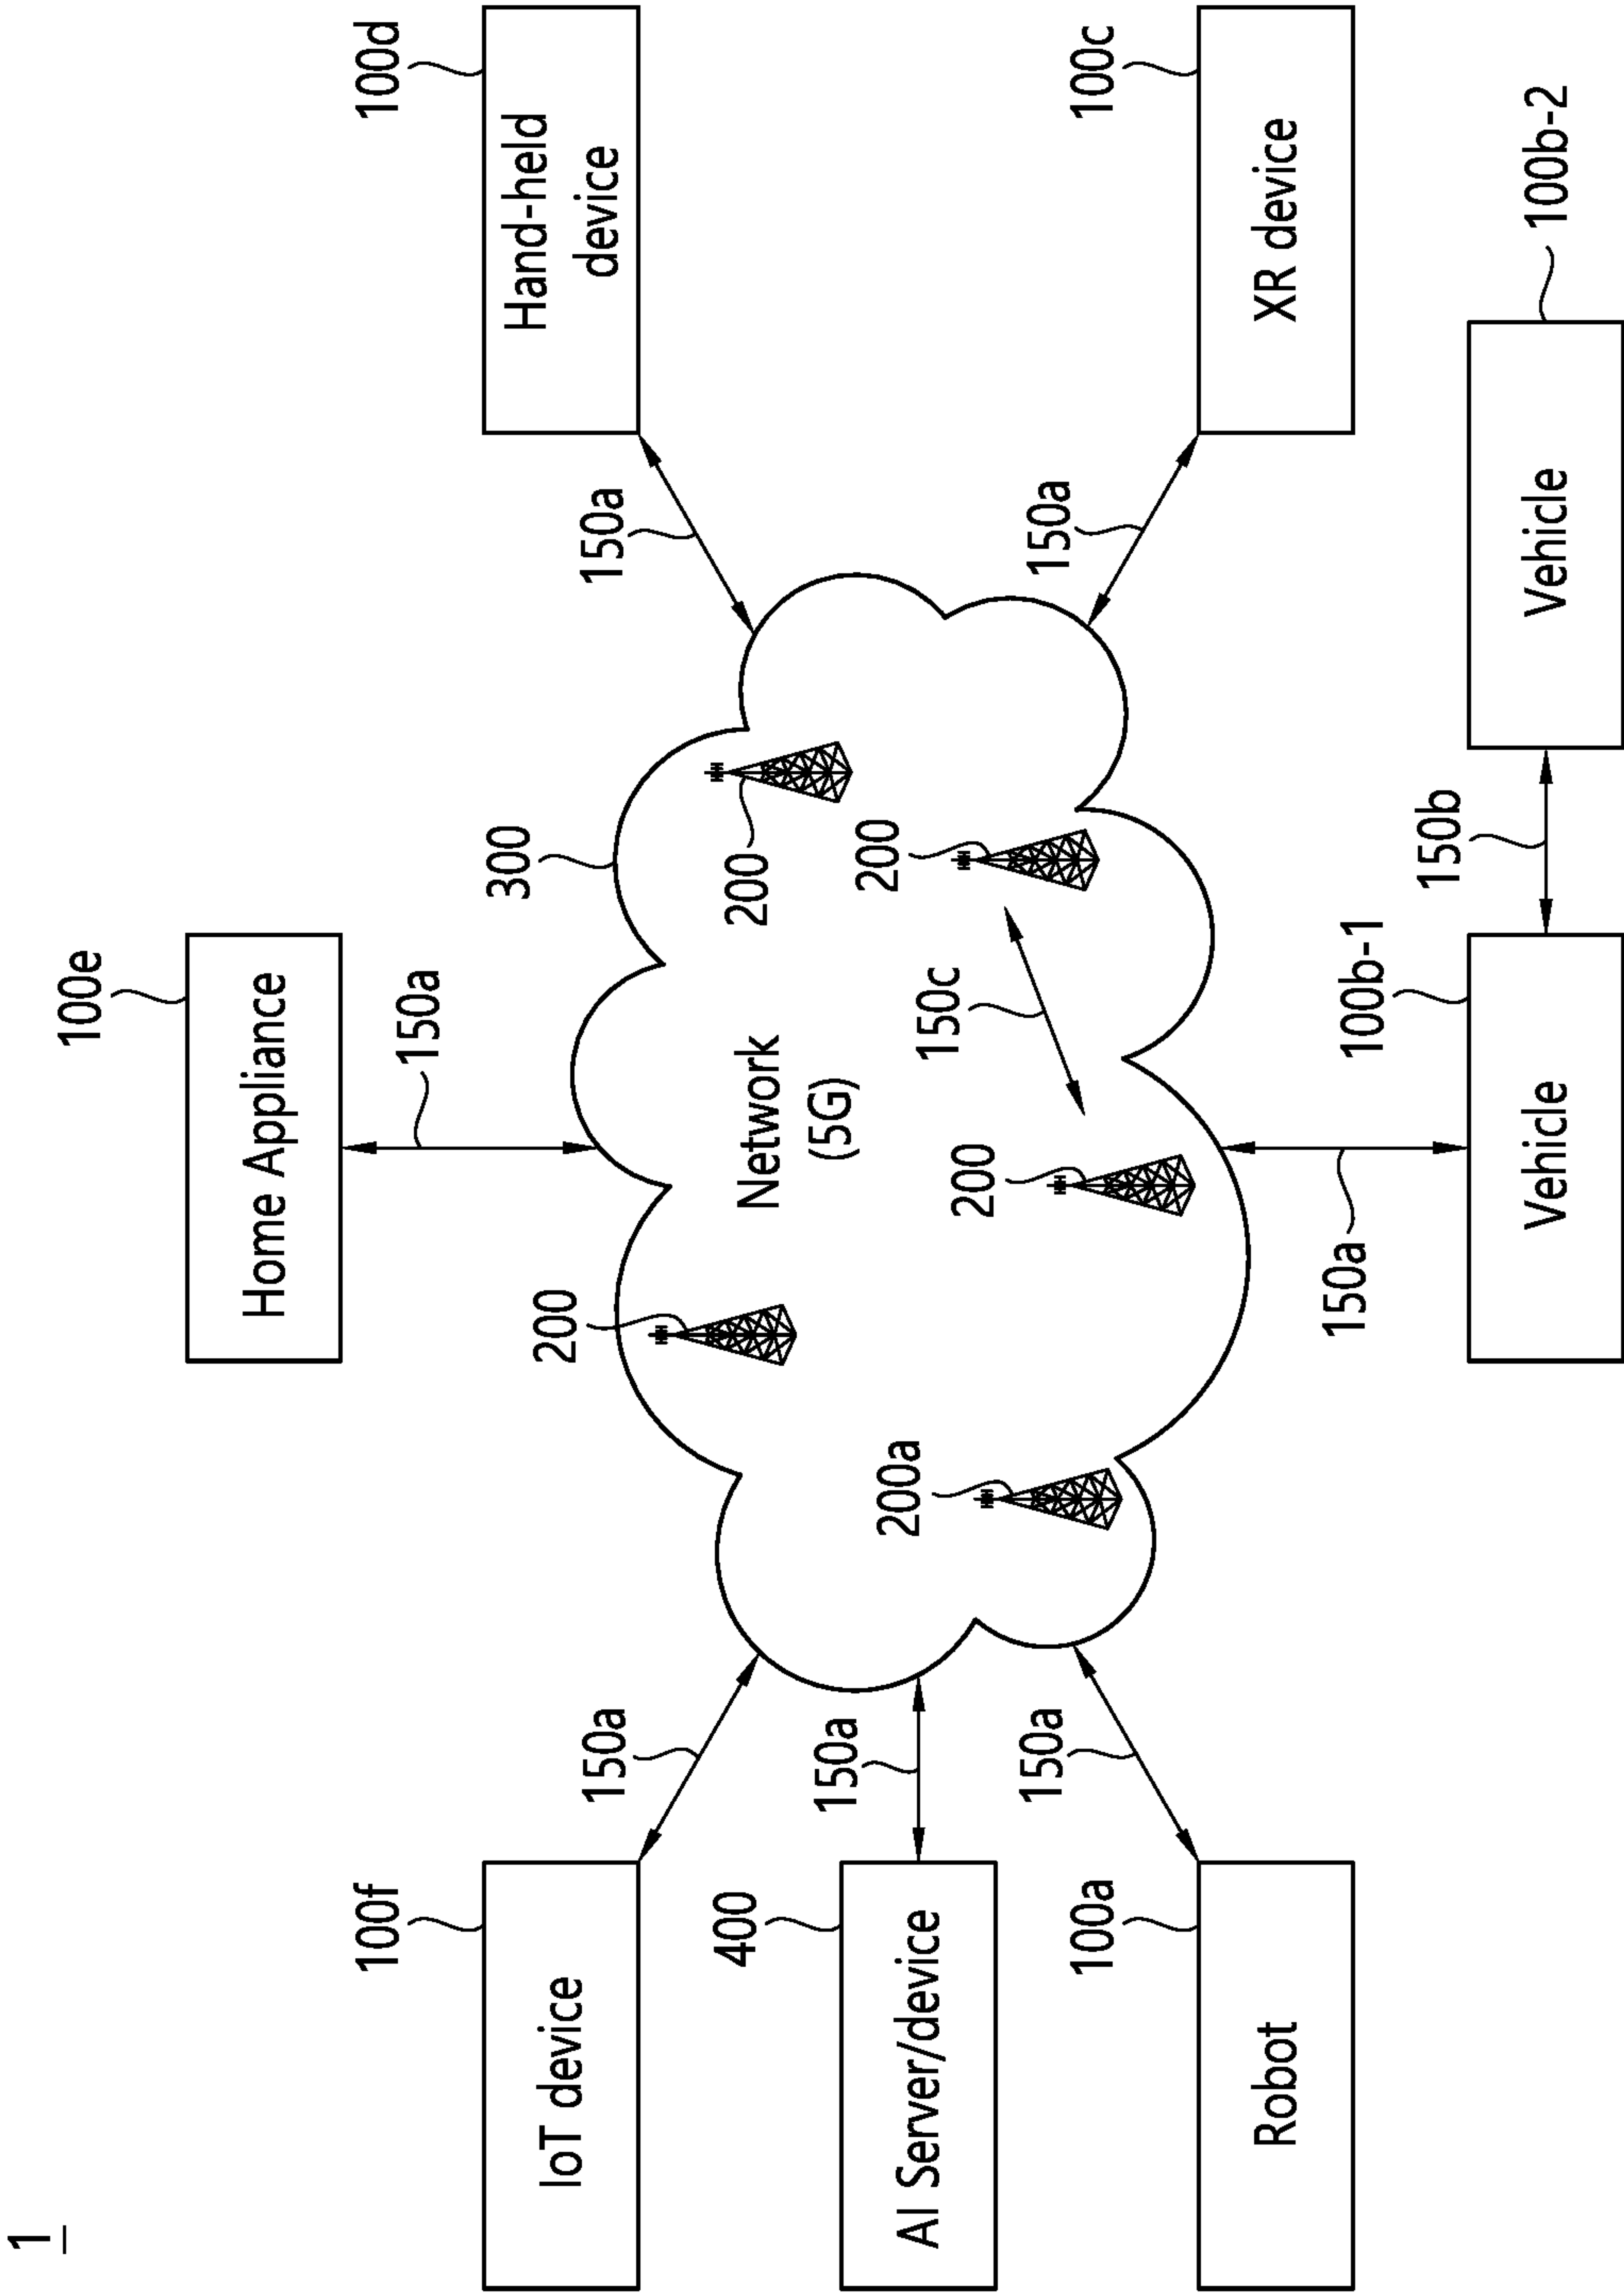 1
100e
Home Appliance
150a
100f
IoT device
150a
300
100d
Hand-held
device
150a
200
200
Network
(5G)
400
AI Server/device
150a
200a
200
150c
200
100a
Robot
150a
150a
100c
XR device
150a
100b-1
Vehicle
150b
100b-2
Vehicle